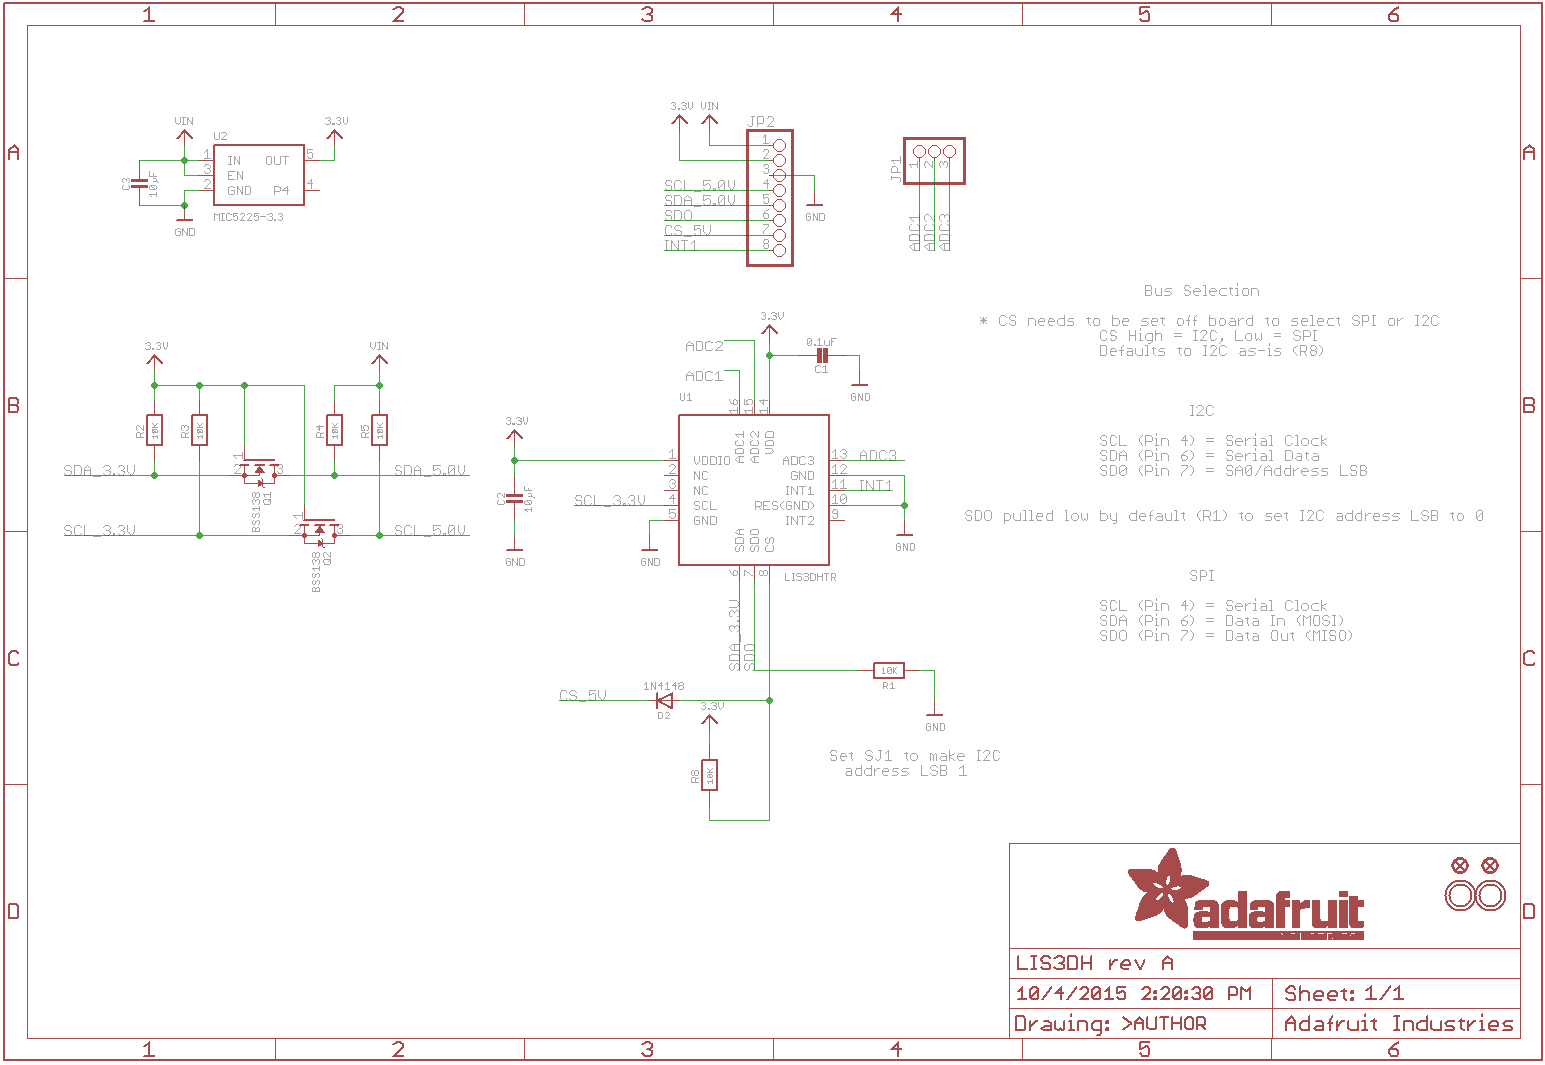 1 2 3 4 5 6
A
B
C
D
VIN
3.3V
U2
1 IN OUT 5
3 EN
2 GND P4 4
C3
10µF
MIC5225-3.3
GND
3.3V VIN
JP2
1
2
3
SCL_5.0V 4
SDA_5.0V 5
SDO 6
CS_5V 7
INT1 8
GND
JP1
1 2 3
ADC1
ADC2
ADC3
3.3V
VIN
R2 10K
R3 10K
R4 10K
R5 10K
SDA_3.3V
2 1 3
SDA_5.0V
BSS138
Q1
SCL_3.3V
2 1 3
SCL_5.0V
BSS138
Q2
3.3V
ADC2
ADC1
0.1uF
C1
GND
U1
16 15 14
ADC1 ADC2 VDD
3.3V
1 VDDIO
2 NC
3 NC
SCL_3.3V 4 SCL
5 GND
ADC3 13 ADC3
GND 12
INT1 11 INT1
RES(GND) 10
INT2 9
SDA SDO CS
6 7 8
LIS3DHTR
C2
10µF
GND
GND
GND
SDA_3.3V
SDO
10K
R1
GND
CS_5V
1N4148
D2
3.3V
R8 10K
Set SJ1 to make I2C
address LSB 1
Bus Selection
* CS needs to be set off board to select SPI or I2C
CS High = I2C, Low = SPI
Defaults to I2C as-is (R8)
I2C
SCL (Pin 4) = Serial Clock
SDA (Pin 6) = Serial Data
SD0 (Pin 7) = SA0/Address LSB
SDO pulled low by default (R1) to set I2C address LSB to 0
SPI
SCL (Pin 4) = Serial Clock
SDA (Pin 6) = Data In (MOSI)
SDO (Pin 7) = Data Out (MISO)
adafruit
LIS3DH rev A
10/4/2015 2:20:30 PM
Sheet: 1/1
Drawing: >AUTHOR
Adafruit Industries
A
B
C
D
1 2 3 4 5 6